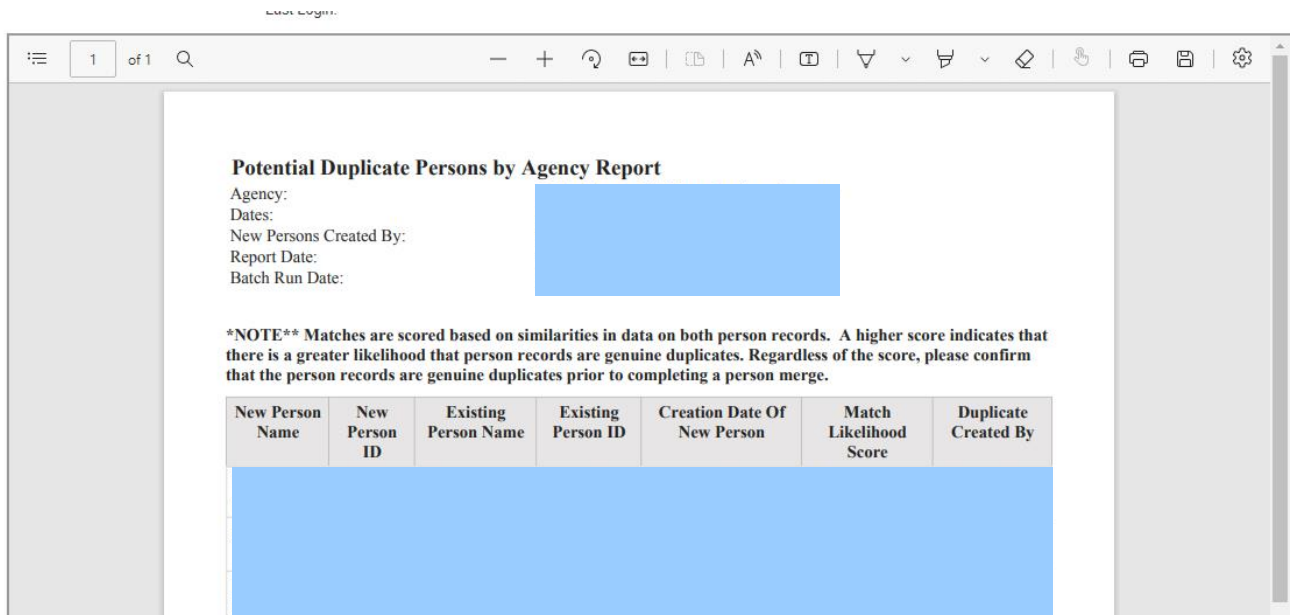 Last Login:
1 of 1
Potential Duplicate Persons by Agency Report
Agency:
Dates:
New Persons Created By:
Report Date:
Batch Run Date:
*NOTE** Matches are scored based on similarities in data on both person records. A higher score indicates that
there is a greater likelihood that person records are genuine duplicates. Regardless of the score, please confirm
that the person records are genuine duplicates prior to completing a person merge.
New Person Name
New Person ID
Existing Person Name
Existing Person ID
Creation Date Of New Person
Match Likelihood Score
Duplicate Created By